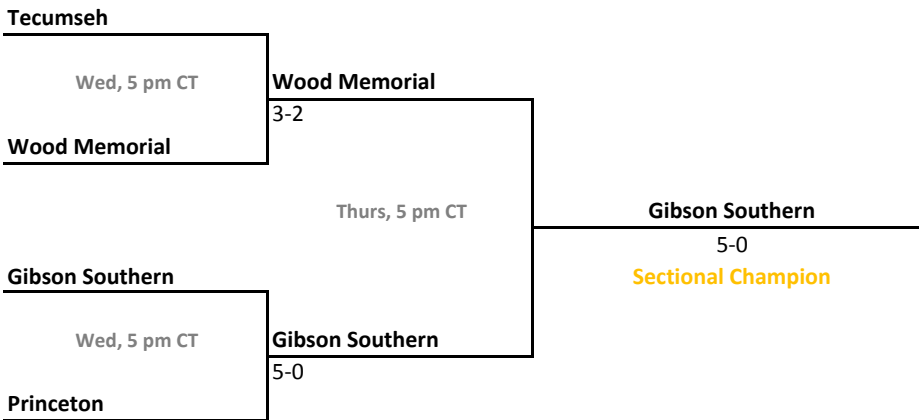 Tecumseh
Wed, 5 pm CT
Wood Memorial
3-2
Wood Memorial
Thurs, 5 pm CT
Gibson Southern
5-0
Sectional Champion
Gibson Southern
Wed, 5 pm CT
Gibson Southern
5-0
Princeton